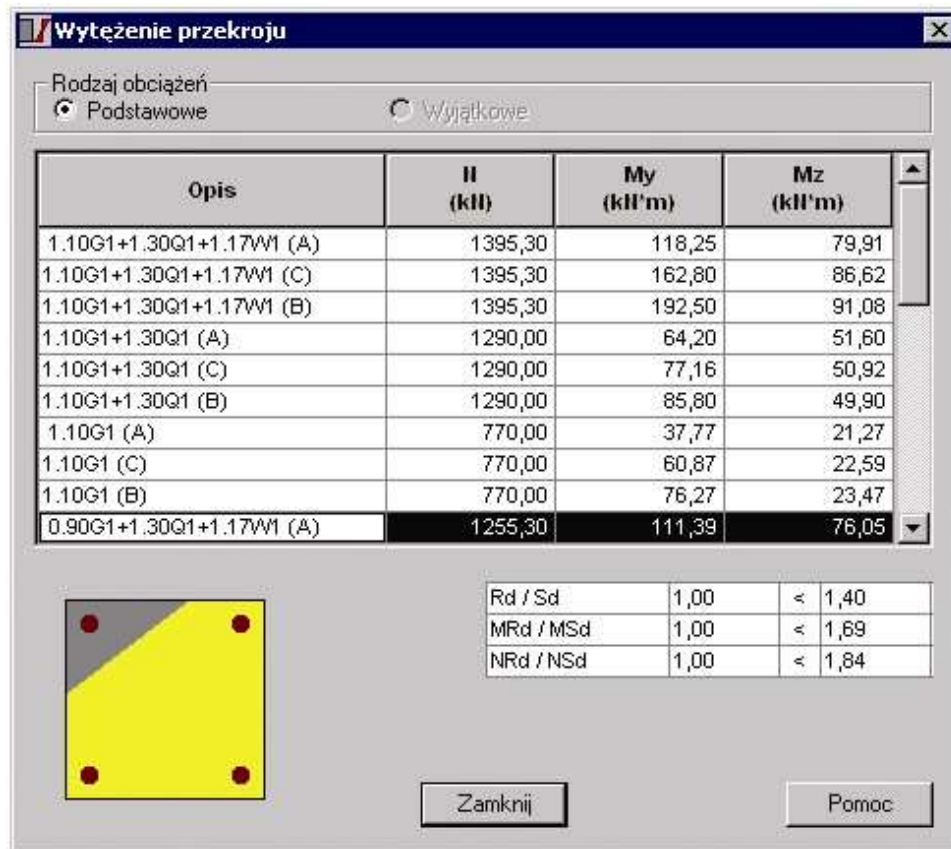 Wytężenie przekroju
Rodzaj obciążeń
Podstawowe Wyjątkowe
Opis N (kN) My (kN*m) Mz (kN*m)
1.10G1+1.30Q1+1.17W1 (A) 1395,30 118,25 79,91
1.10G1+1.30Q1+1.17W1 (C) 1395,30 162,80 86,62
1.10G1+1.30Q1+1.17W1 (B) 1395,30 192,50 91,08
1.10G1+1.30Q1 (A) 1290,00 64,20 51,60
1.10G1+1.30Q1 (C) 1290,00 77,16 50,92
1.10G1+1.30Q1 (B) 1290,00 85,80 49,90
1.10G1 (A) 770,00 37,77 21,27
1.10G1 (C) 770,00 60,87 22,59
1.10G1 (B) 770,00 76,27 23,47
0.90G1+1.30Q1+1.17W1 (A) 1255,30 111,39 76,05
Rd / Sd 1,00 < 1,40
MRd / MSd 1,00 < 1,69
NRd / NSd 1,00 < 1,84
Zamknij Pomoc